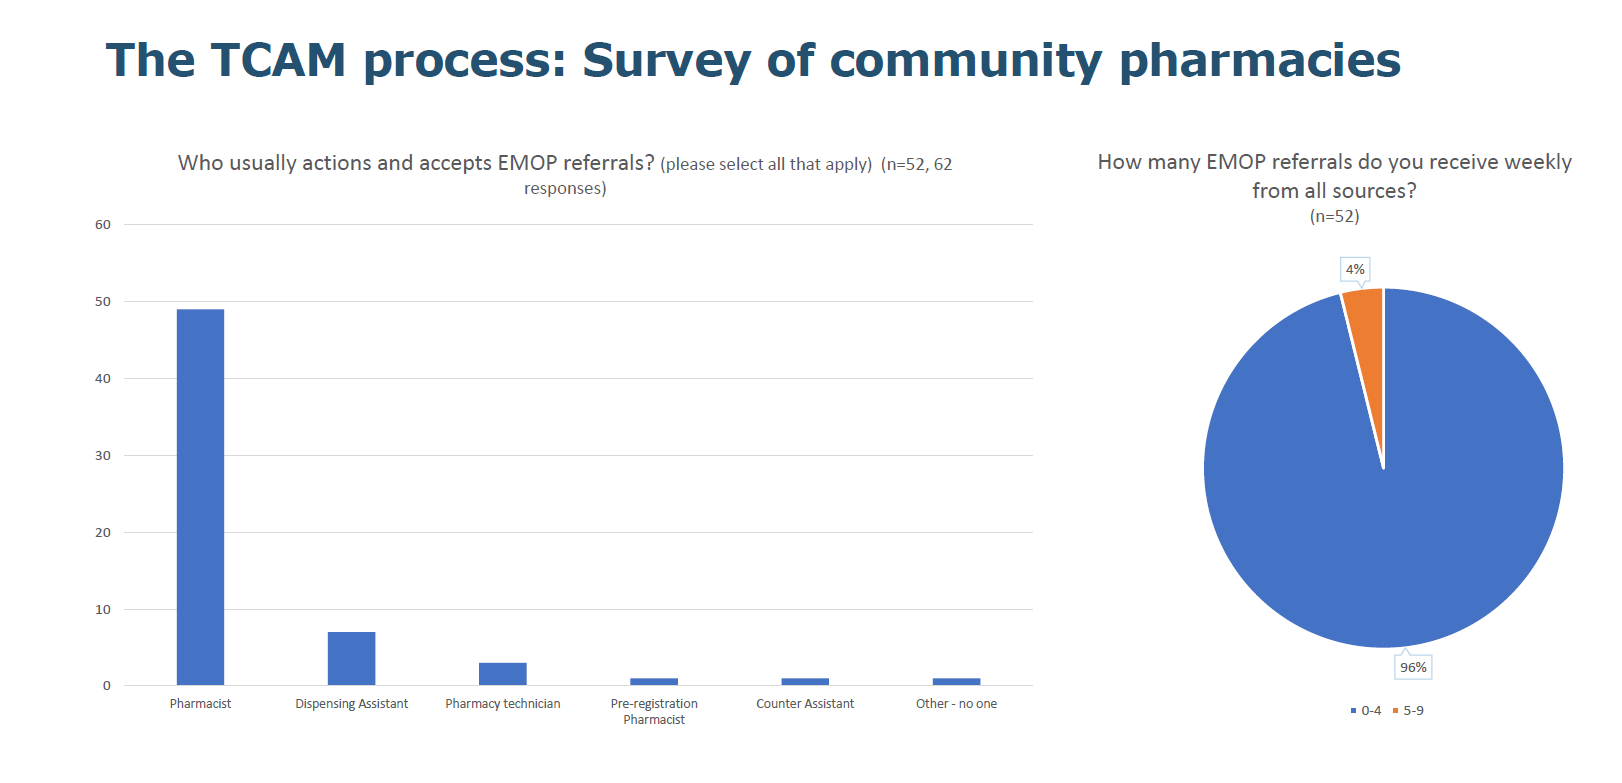 The TCAM process: Survey of community pharmacies
Who usually actions and accepts EMOP referrals? (please select all that apply) (n=52, 62
responses)
60
50
40
30
20
10
0
Pharmacist
Dispensing Assistant
Pharmacy technician
Pre-registration
Pharmacist
Counter Assistant
Other - no one
How many EMOP referrals do you receive weekly
from all sources?
(n=52)
4%
96%
0-4
5-9